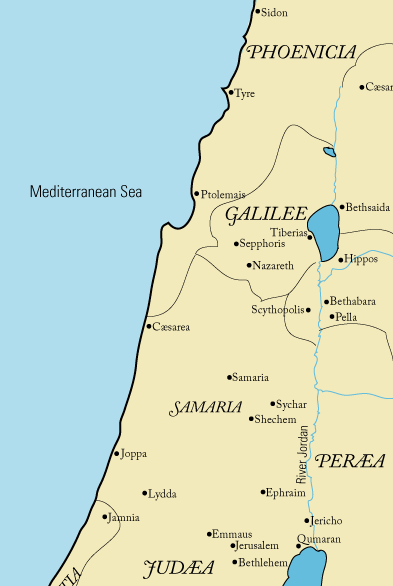 Sidon
PHOENICIA
Cæsar
Tyre
Mediterranean Sea
Ptolemais
Bethsaida
GALILEE
Tiberias
Sepphoris
Hippos
Nazareth
Bethabara
Scythopolis
Pella
Cæsarea
Samaria
Sychar
SAMARIA
Shechem
River Jordan
Joppa
PERÆA
Lydda
Ephraim
Jamnia
Jericho
Emmaus
Qumaran
Jerusalem
Bethlehem
JUDÆA
TIA